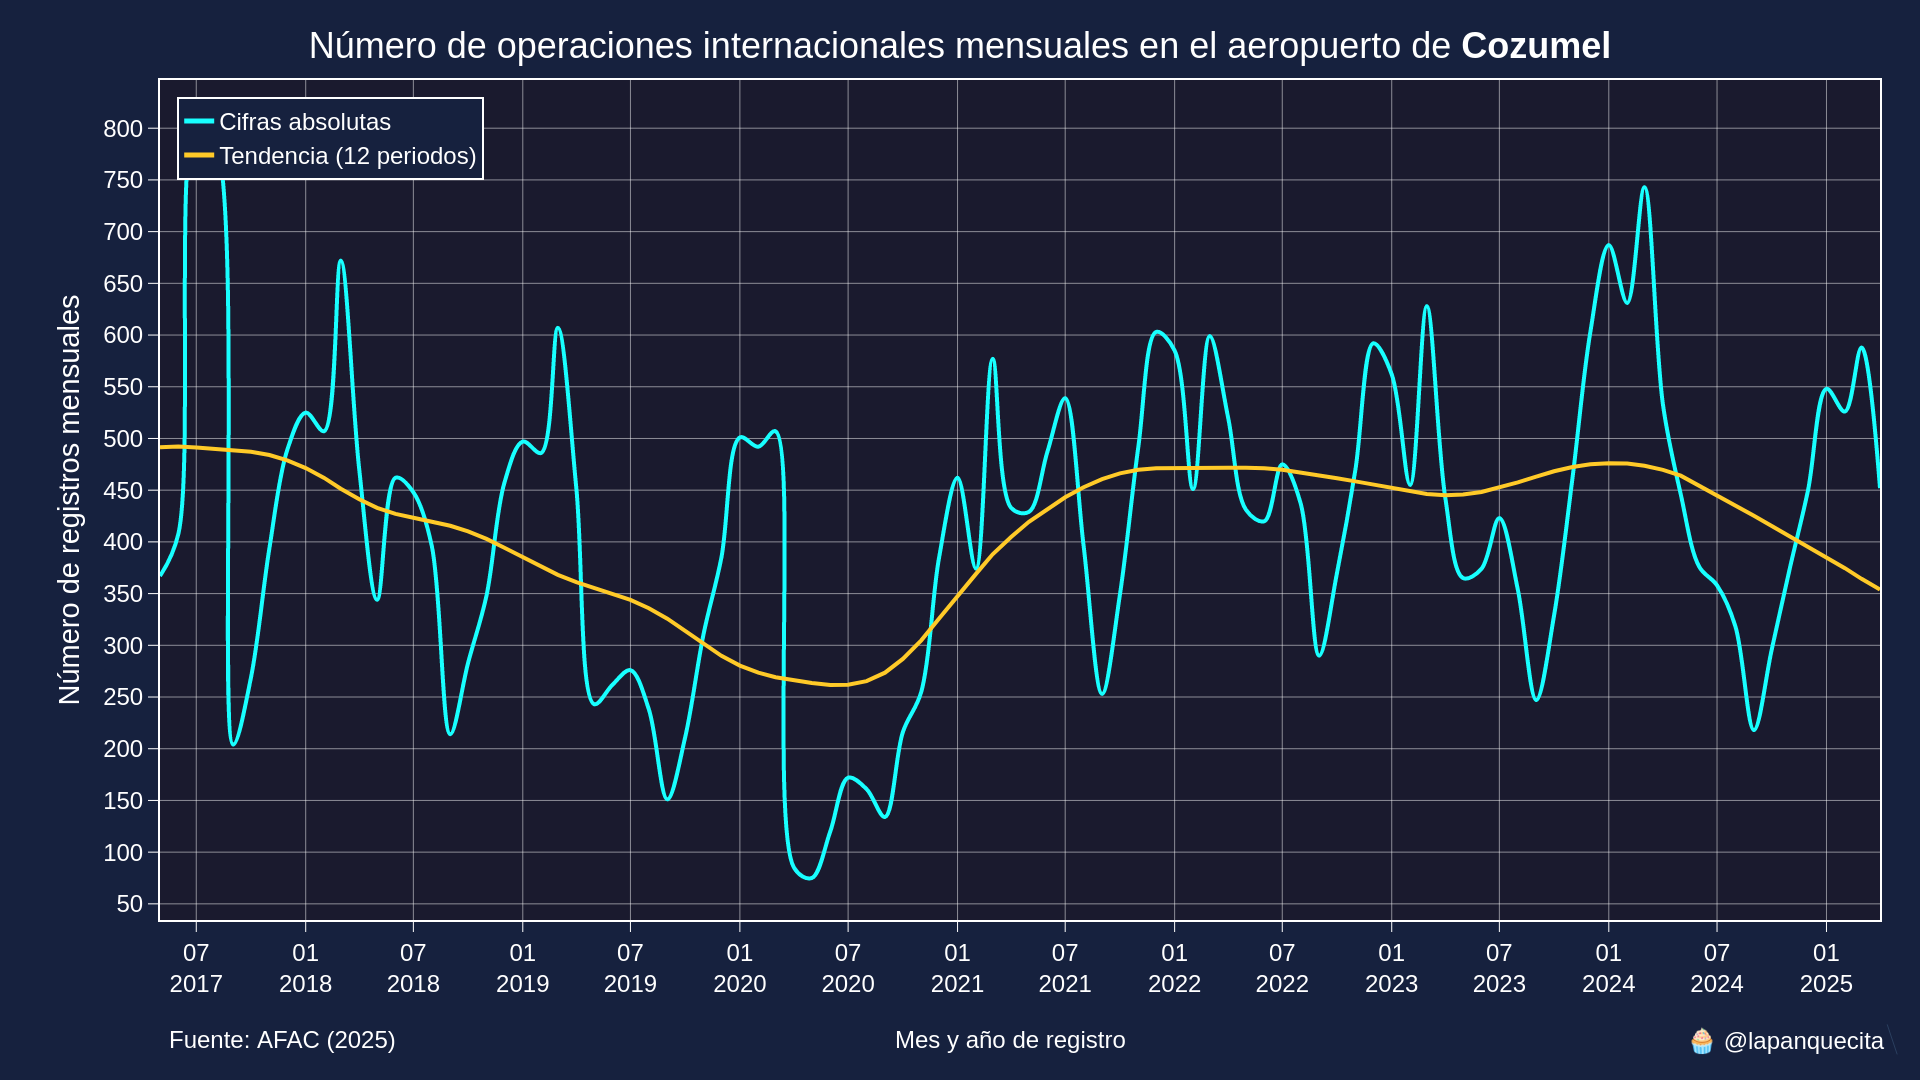 Número de operaciones internacionales mensuales en el aeropuerto de Cozumel
Cifras absolutas
Tendencia (12 periodos)
Número de registros mensuales
800
750
700
650
600
550
500
450
400
350
300
250
200
150
100
50
07 01 07 01 07 01 07 01 07 01 07 01 07 01 07 01
2017 2018 2018 2019 2019 2020 2020 2021 2021 2022 2022 2023 2023 2024 2024 2025
Fuente: AFAC (2025) Mes y año de registro 🧁 @lapanquecita